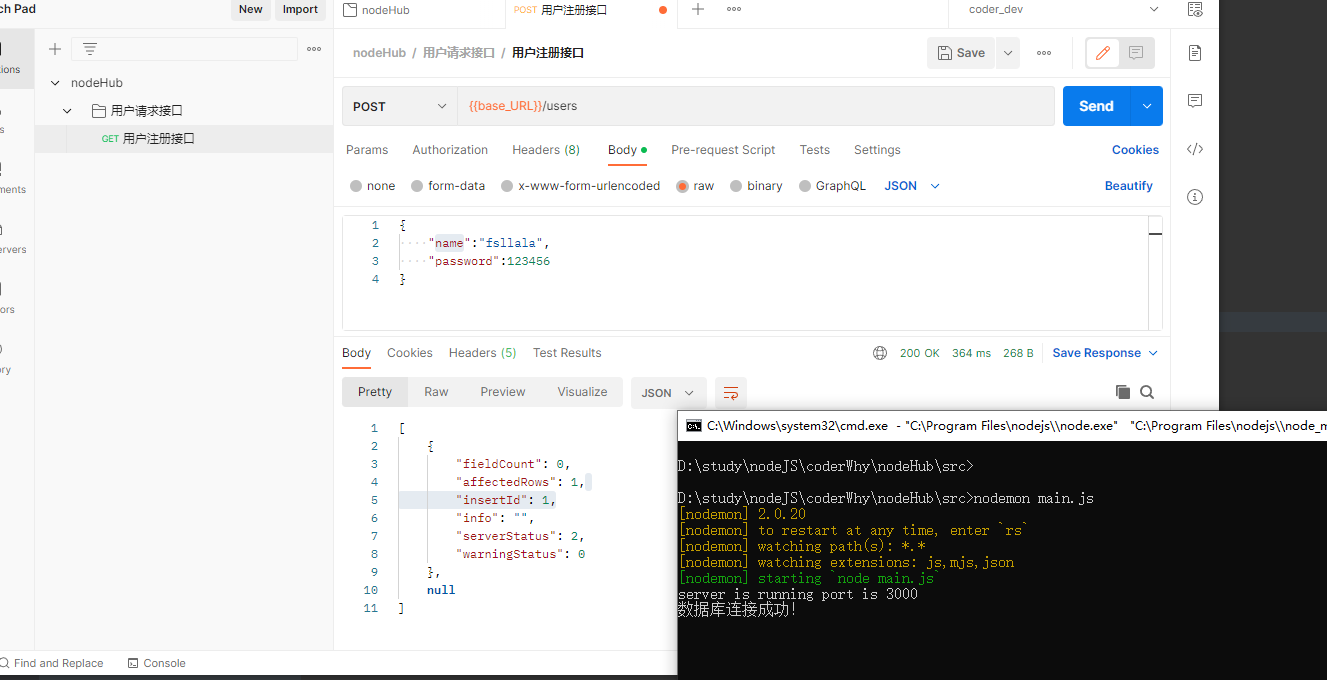 ch Pad
New
Import
nodeHub
POST 用户注册接口
coder_dev
nodeHub / 用户请求接口 / 用户注册接口
Save
ions
nodeHub
用户请求接口
GET 用户注册接口
s
ments
ervers
ors
ry
POST
{{base_URL}}/users
Send
Params
Authorization
Headers (8)
Body
Pre-request Script
Tests
Settings
Cookies
none
form-data
x-www-form-urlencoded
raw
binary
GraphQL
JSON
Beautify
1 {
2 ····"name":"fsllala",
3 ····"password":123456
4 }
Body
Cookies
Headers (5)
Test Results
200 OK
364 ms
268 B
Save Response
Pretty
Raw
Preview
Visualize
JSON
1 [
2 {
3 "fieldCount": 0,
4 "affectedRows": 1,
5 "insertId": 1,
6 "info": "",
7 "serverStatus": 2,
8 "warningStatus": 0
9 },
10 null
11 ]
C:\Windows\system32\cmd.exe - "C:\Program Files\nodejs\\node.exe" "C:\Program Files\nodejs\\node_m
D:\study\nodeJS\coderWhy\nodeHub\src>
D:\study\nodeJS\coderWhy\nodeHub\src>nodemon main.js
[nodemon] 2.0.20
[nodemon] to restart at any time, enter `rs`
[nodemon] watching path(s): *.*
[nodemon] watching extensions: js,mjs,json
[nodemon] starting `node main.js`
server is running port is 3000
数据库连接成功!
Find and Replace
Console